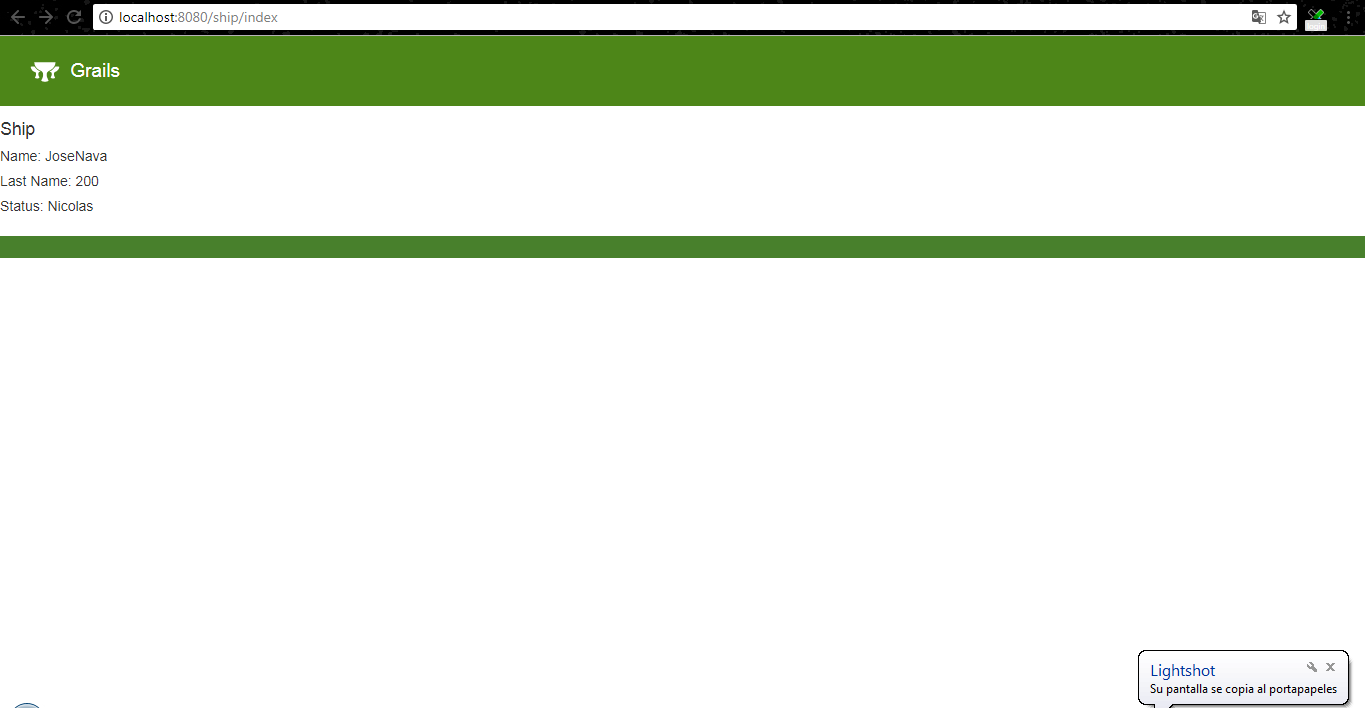 localhost:8080/ship/index
Grails
Ship
Name: JoseNava
Last Name: 200
Status: Nicolas
Lightshot
Su pantalla se copia al portapapeles